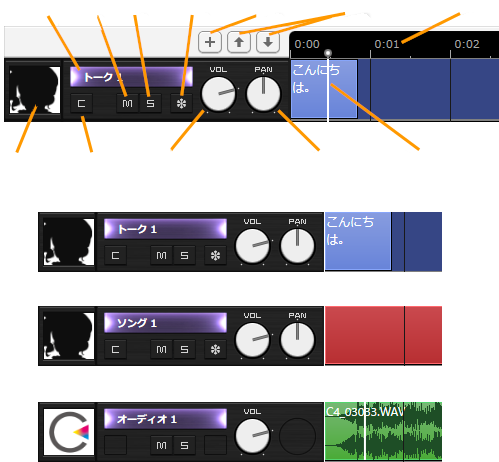 0:00 0:01 0:02
トーク 1 VOL PAN こんにち
は。
C M S
トーク 1 VOL PAN こんにち
は。
C M S
ソング 1 VOL PAN
C M S
オーディオ 1 VOL C4_03033.WAV
M S